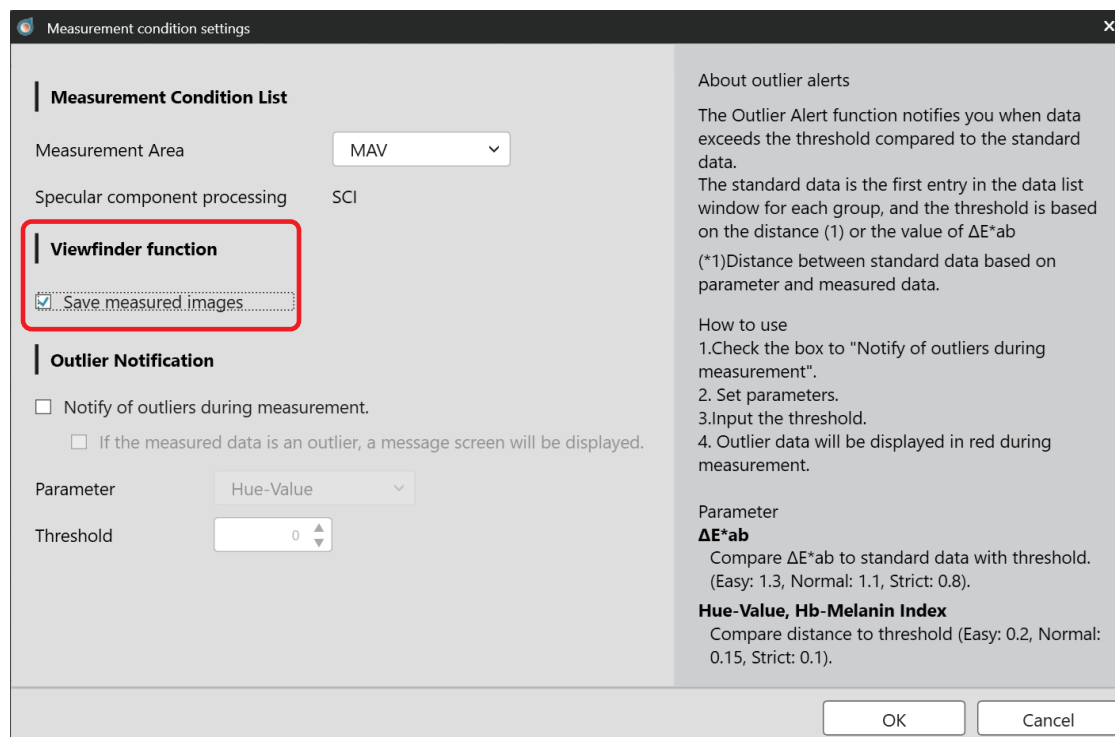 Measurement condition settings
Measurement Condition List
Measurement Area
MAV
Specular component processing
SCI
Viewfinder function
Save measured images
Outlier Notification
Notify of outliers during measurement.
If the measured data is an outlier, a message screen will be displayed.
Parameter
Hue-Value
Threshold
0
About outlier alerts
The Outlier Alert function notifies you when data
exceeds the threshold compared to the standard
data.
The standard data is the first entry in the data list
window for each group, and the threshold is based
on the distance (1) or the value of ΔE*ab
(*1)Distance between standard data based on
parameter and measured data.
How to use
1.Check the box to "Notify of outliers during
measurement".
2. Set parameters.
3.Input the threshold.
4. Outlier data will be displayed in red during
measurement.
Parameter
ΔE*ab
Compare ΔE*ab to standard data with threshold.
(Easy: 1.3, Normal: 1.1, Strict: 0.8).
Hue-Value, Hb-Melanin Index
Compare distance to threshold (Easy: 0.2, Normal:
0.15, Strict: 0.1).
OK
Cancel